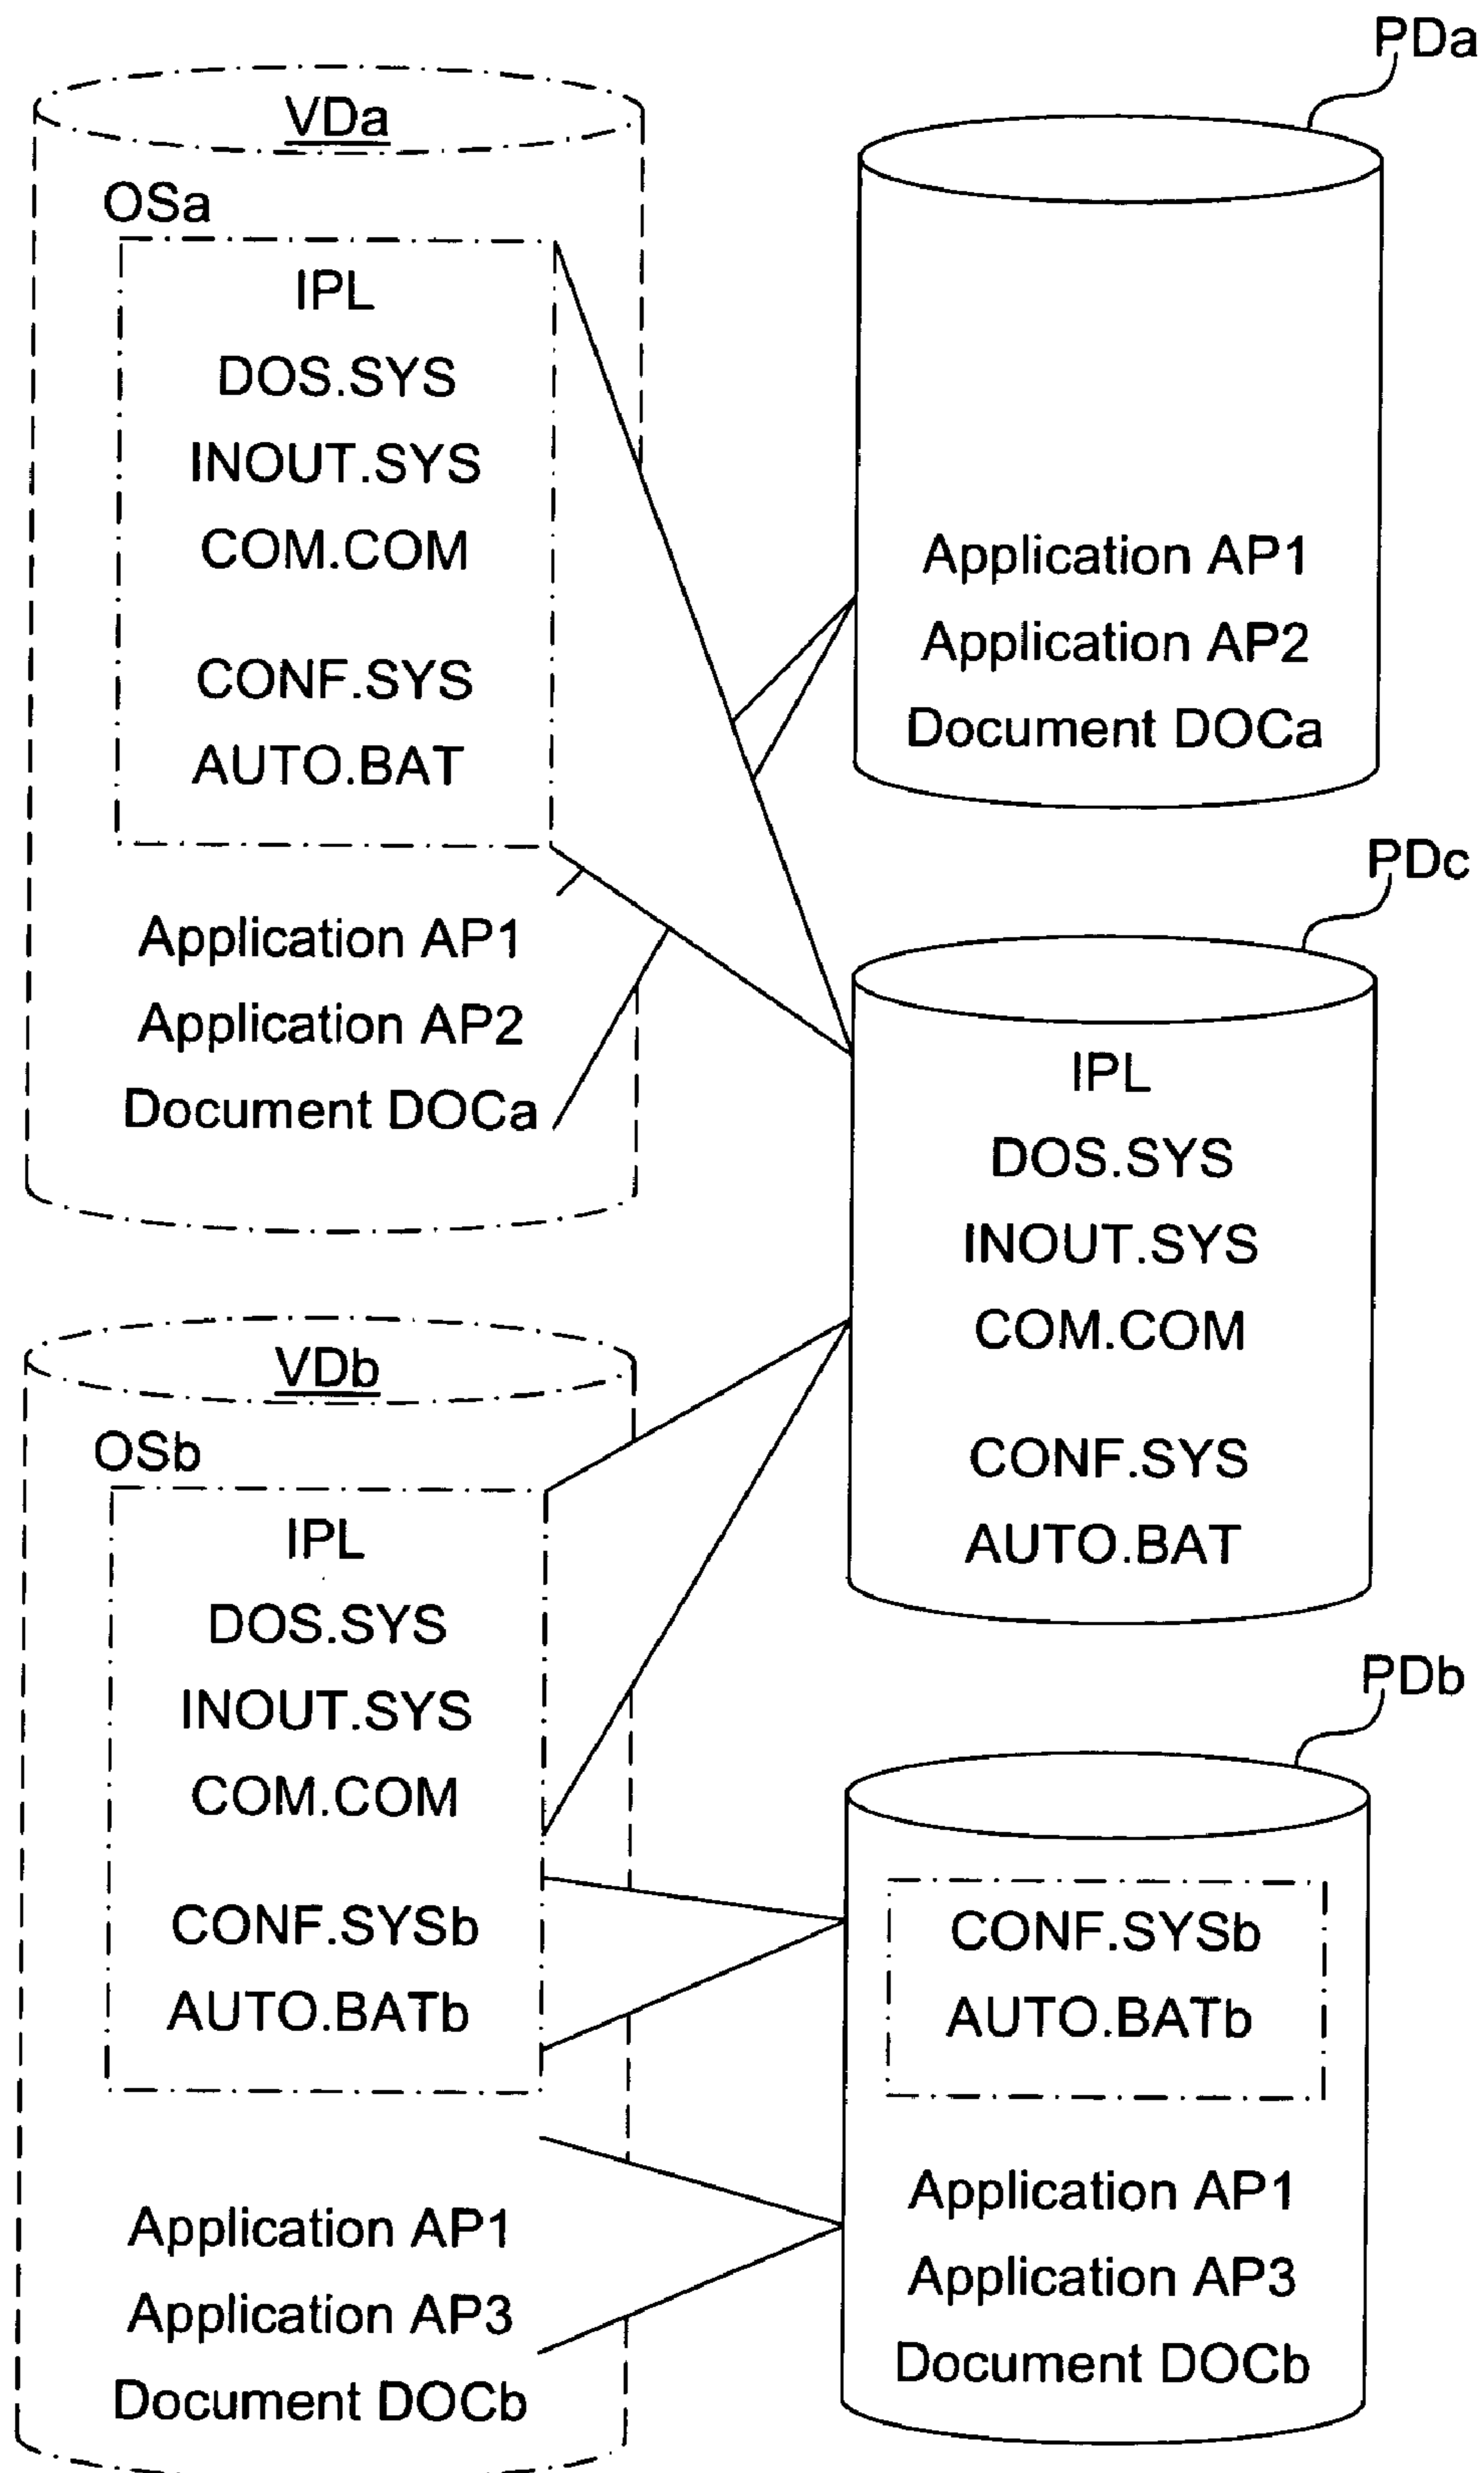 VDa
OSa
IPL
DOS.SYS
INOUT.SYS
COM.COM
CONF.SYS
AUTO.BAT
Application AP1
Application AP2
Document DOCa
PDa
Application AP1
Application AP2
Document DOCa
PDc
IPL
DOS.SYS
INOUT.SYS
COM.COM
CONF.SYS
AUTO.BAT
VDb
OSb
IPL
DOS.SYS
INOUT.SYS
COM.COM
CONF.SYSb
AUTO.BATb
Application AP1
Application AP3
Document DOCb
PDb
CONF.SYSb
AUTO.BATb
Application AP1
Application AP3
Document DOCb